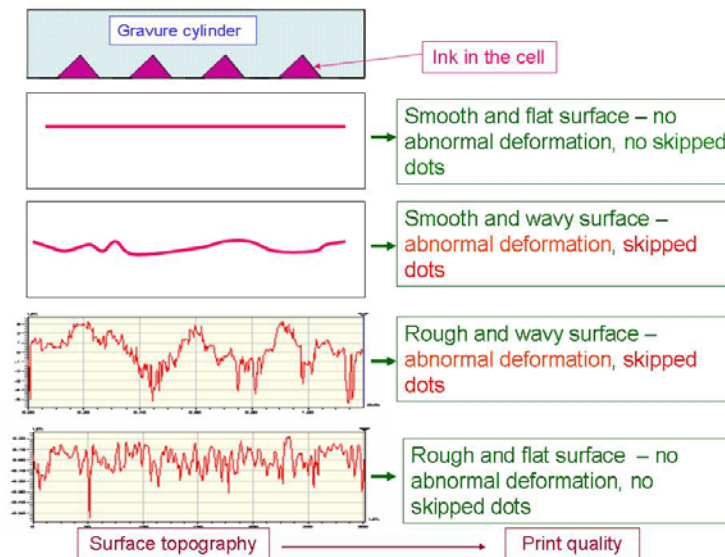 Gravure cylinder
Ink in the cell
Smooth and flat surface – no
abnormal deformation, no skipped
dots
Smooth and wavy surface –
abnormal deformation, skipped
dots
Rough and wavy surface –
abnormal deformation, skipped
dots
Rough and flat surface – no
abnormal deformation, no
skipped dots
Surface topography
Print quality